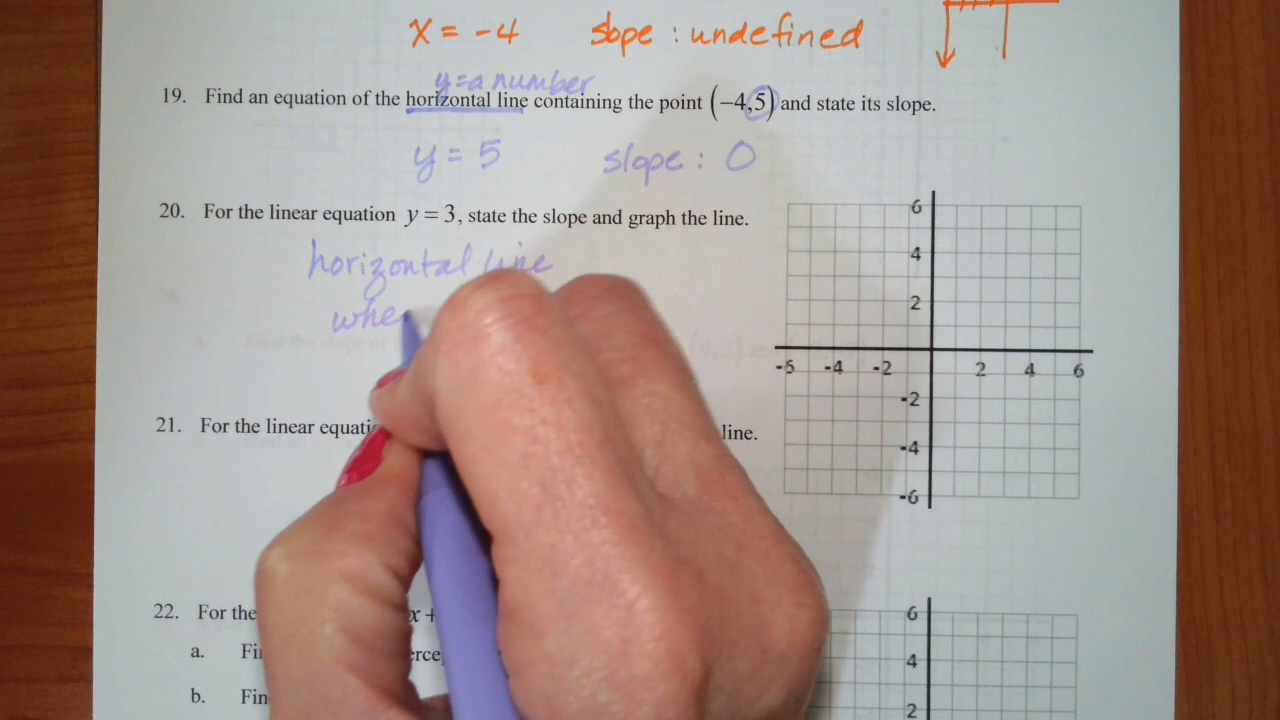 x = -4 slope : undefined
y = a number
19. Find an equation of the horizontal line containing the point (−4,5) and state its slope.
y = 5 slope : 0
20. For the linear equation y = 3, state the slope and graph the line.
horizontal line
whe
6
4
2
-6 -4 -2 2 4 6
-2
-4
-6
21. For the linear equati line.
22. For the x +
a. Fi erce
b. Fin
6
4
2